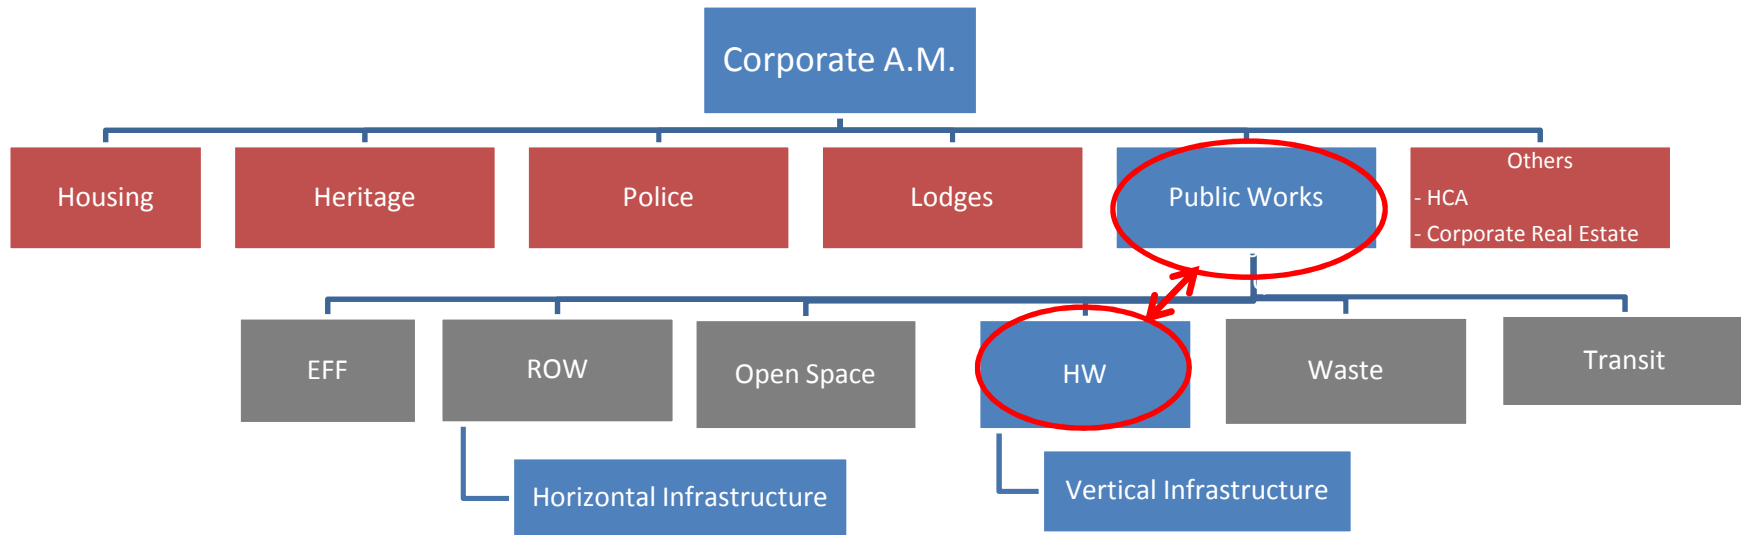 Corporate A.M.
Housing
Heritage
Police
Lodges
Public Works
Others
- HCA
- Corporate Real Estate
EFF
ROW
Open Space
HW
Waste
Transit
Horizontal Infrastructure
Vertical Infrastructure